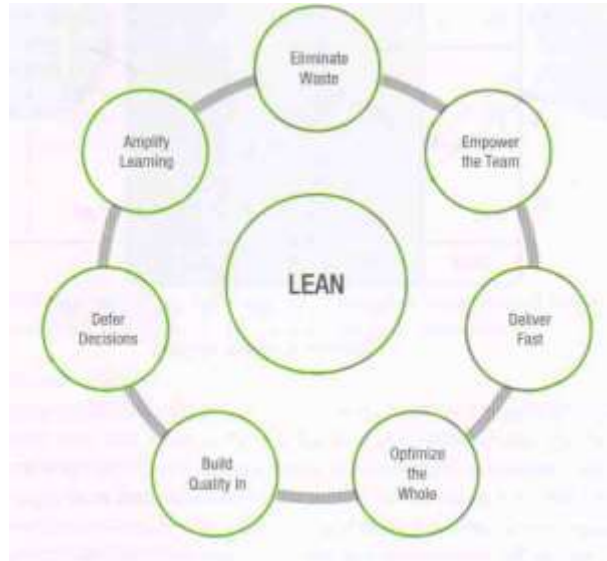 Eliminate
Waste
Empower
the Team
Deliver
Fast
Optimize
the
Whole
Build
Quality In
Defer
Decisions
Amplify
Learning
LEAN